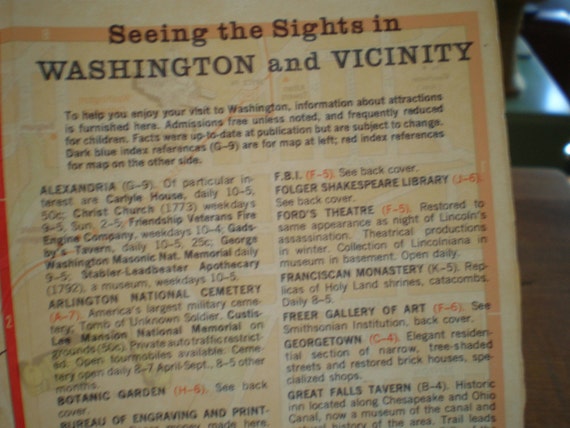 Seeing the Sights in
WASHINGTON and VICINITY
To help you enjoy your visit to Washington, information about attractions
is furnished here. Admissions free unless noted, and frequently reduced
for children. Facts were up-to-date at publication but are subject to change.
Dark blue index references (G-9) are for map at left; red index references
for map on the other side.
ALEXANDRIA (G-9). Of particular in-
terest are Carlyle House, daily 10-5,
50¢; Christ Church (1773) weekdays
9-5, Sun. 2-5; Friendship Veterans Fire
Engine Company, weekdays 10-4; Gads-
by's Tavern, daily 10-5, 25¢; George
Washington Masonic Nat. Memorial daily
9-5; Stabler-Leadbeater Apothecary
(1792), a museum, weekdays 10-5.
ARLINGTON NATIONAL CEMETERY
(A-7). America's largest military ceme-
tery; Tomb of Unknown Soldier. Custis-
Lee Mansion National Memorial on
grounds (50¢). Private auto traffic restrict-
ed. Open tourmobiles available. Ceme-
tery open daily 8-7 April-Sept., 8-5 other
months.
BOTANIC GARDEN (H-6). See back
cover.
BUREAU OF ENGRAVING AND PRINT-
money made here.
F.B.I. (F-5). See back cover.
FOLGER SHAKESPEARE LIBRARY (J-6).
See back cover.
FORD'S THEATRE (F-5). Restored to
same appearance as night of Lincoln's
assassination. Theatrical productions
in winter. Collection of Lincolniana in
museum in basement. Open daily.
FRANCISCAN MONASTERY (K-5). Rep-
licas of Holy Land shrines, catacombs.
Daily 8-5.
FREER GALLERY OF ART (F-6). See
Smithsonian Institution, back cover.
GEORGETOWN (C-4). Elegant residen-
tial section of narrow, tree-shaded
streets and restored brick houses, spe-
cialized shops.
GREAT FALLS TAVERN (B-4). Historic
inn located along Chesapeake and Ohio
Canal, now a museum of the canal and
history of the area. Trail leads
2